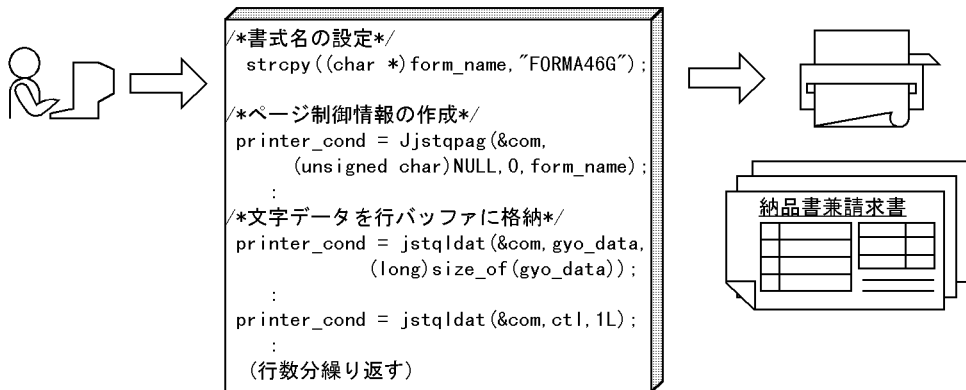 /*書式名の設定*/
strcpy((char *)form_name,"FORMA46G");
/*ページ制御情報の作成*/
printer_cond = Jjstqpag(&com,
(unsigned char)NULL,0,form_name);
:
/*文字データを行バッファに格納*/
printer_cond = jstqldat(&com,gyo_data,
(long)size_of(gyo_data));
:
printer_cond = jstqldat(&com,ctl,1L);
:
(行数分繰り返す)
納品書兼請求書